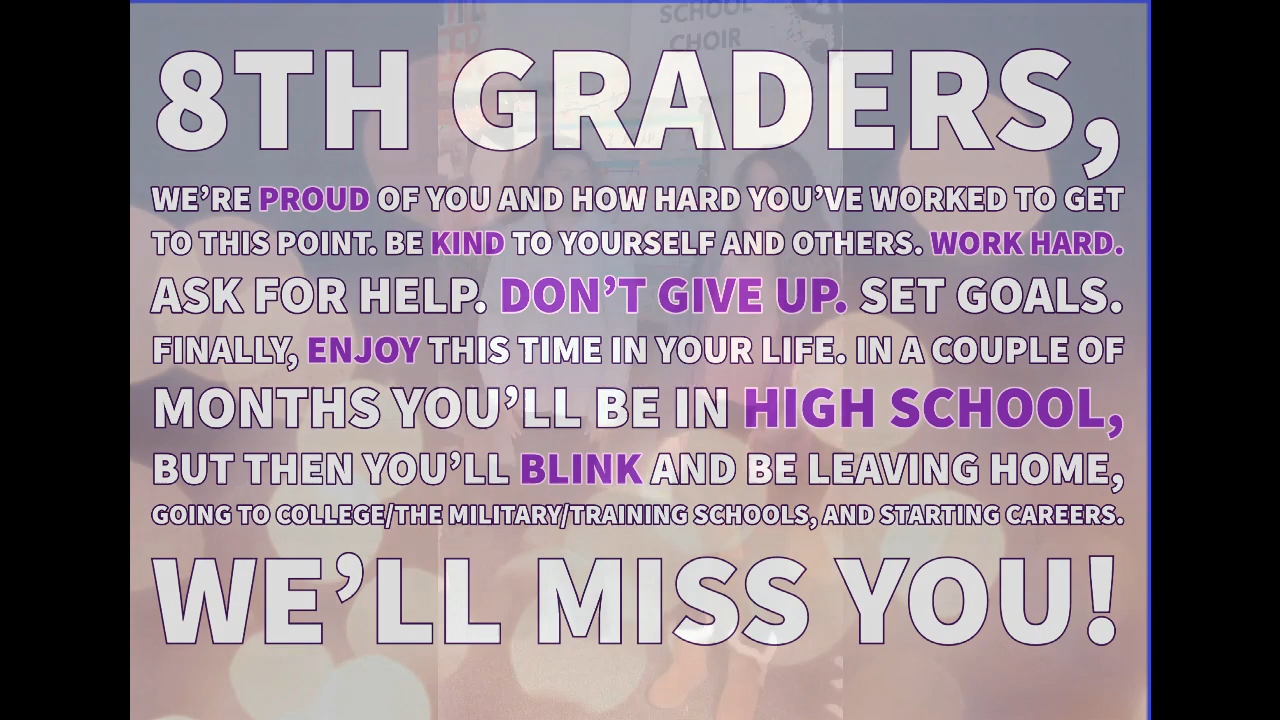 SCHOOL
CHOIR
8TH GRADERS,
WE'RE PROUD OF YOU AND HOW HARD YOU'VE WORKED TO GET
TO THIS POINT. BE KIND TO YOURSELF AND OTHERS. WORK HARD.
ASK FOR HELP. DON'T GIVE UP. SET GOALS.
FINALLY, ENJOY THIS TIME IN YOUR LIFE. IN A COUPLE OF
MONTHS YOU'LL BE IN HIGH SCHOOL,
BUT THEN YOU'LL BLINK AND BE LEAVING HOME,
GOING TO COLLEGE/THE MILITARY/TRAINING SCHOOLS, AND STARTING CAREERS.
WE'LL MISS YOU!